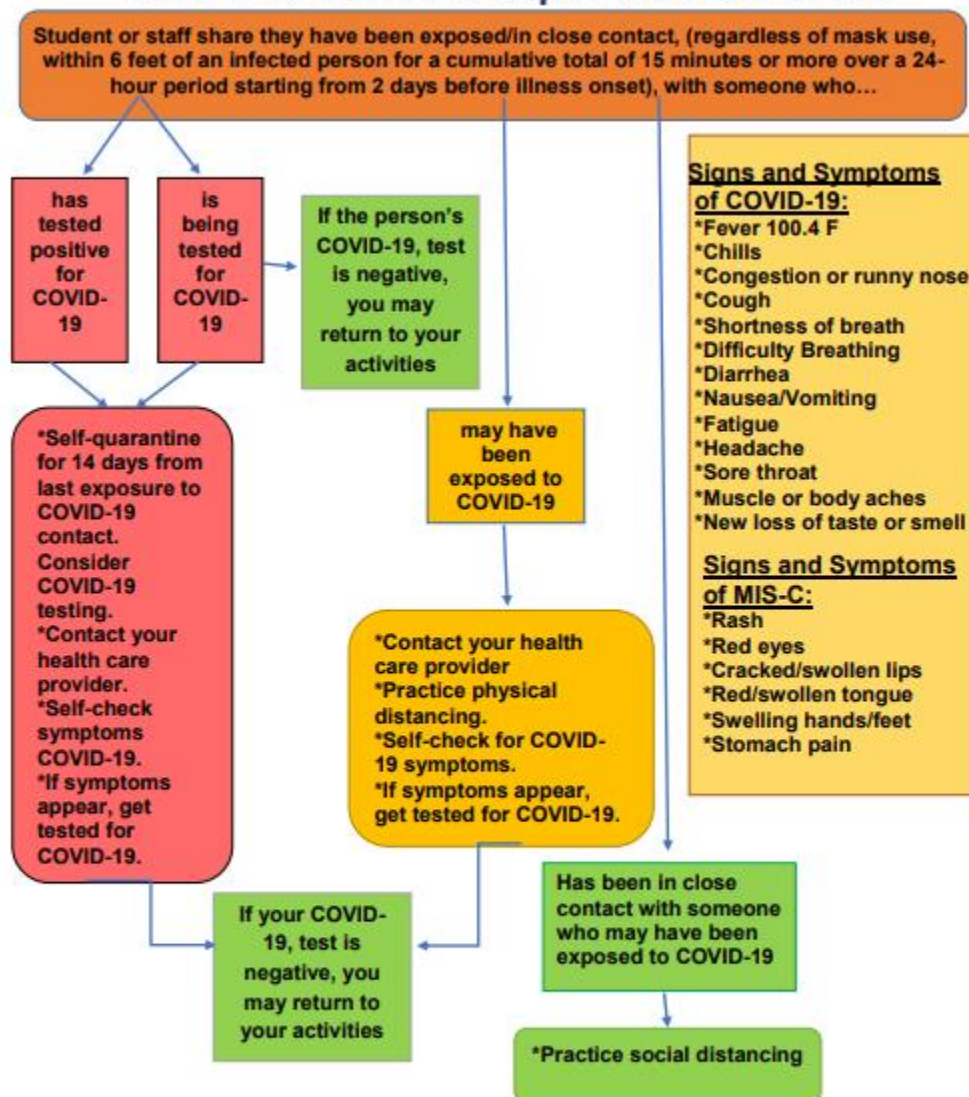 Student or staff share they have been exposed/in close contact, (regardless of mask use,
within 6 feet of an infected person for a cumulative total of 15 minutes or more over a 24-
hour period starting from 2 days before illness onset), with someone who…
has
tested
positive
for
COVID-
19
is
being
tested
for
COVID-
19
If the person's
COVID-19, test
is negative,
you may
return to your
activities
*Self-quarantine
for 14 days from
last exposure to
COVID-19
contact.
Consider
COVID-19
testing.
*Contact your
health care
provider.
*Self-check
symptoms
COVID-19.
*If symptoms
appear, get
tested for
COVID-19.
may have
been
exposed to
COVID-19
*Contact your health
care provider
*Practice physical
distancing.
*Self-check for COVID-
19 symptoms.
*If symptoms appear,
get tested for COVID-19.
If your COVID-
19, test is
negative, you
may return to
your activities
Has been in close
contact with someone
who may have been
exposed to COVID-19
*Practice social distancing
Signs and Symptoms
of COVID-19:
*Fever 100.4 F
*Chills
*Congestion or runny nose
*Cough
*Shortness of breath
*Difficulty Breathing
*Diarrhea
*Nausea/Vomiting
*Fatigue
*Headache
*Sore throat
*Muscle or body aches
*New loss of taste or smell
Signs and Symptoms
of MIS-C:
*Rash
*Red eyes
*Cracked/swollen lips
*Red/swollen tongue
*Swelling hands/feet
*Stomach pain